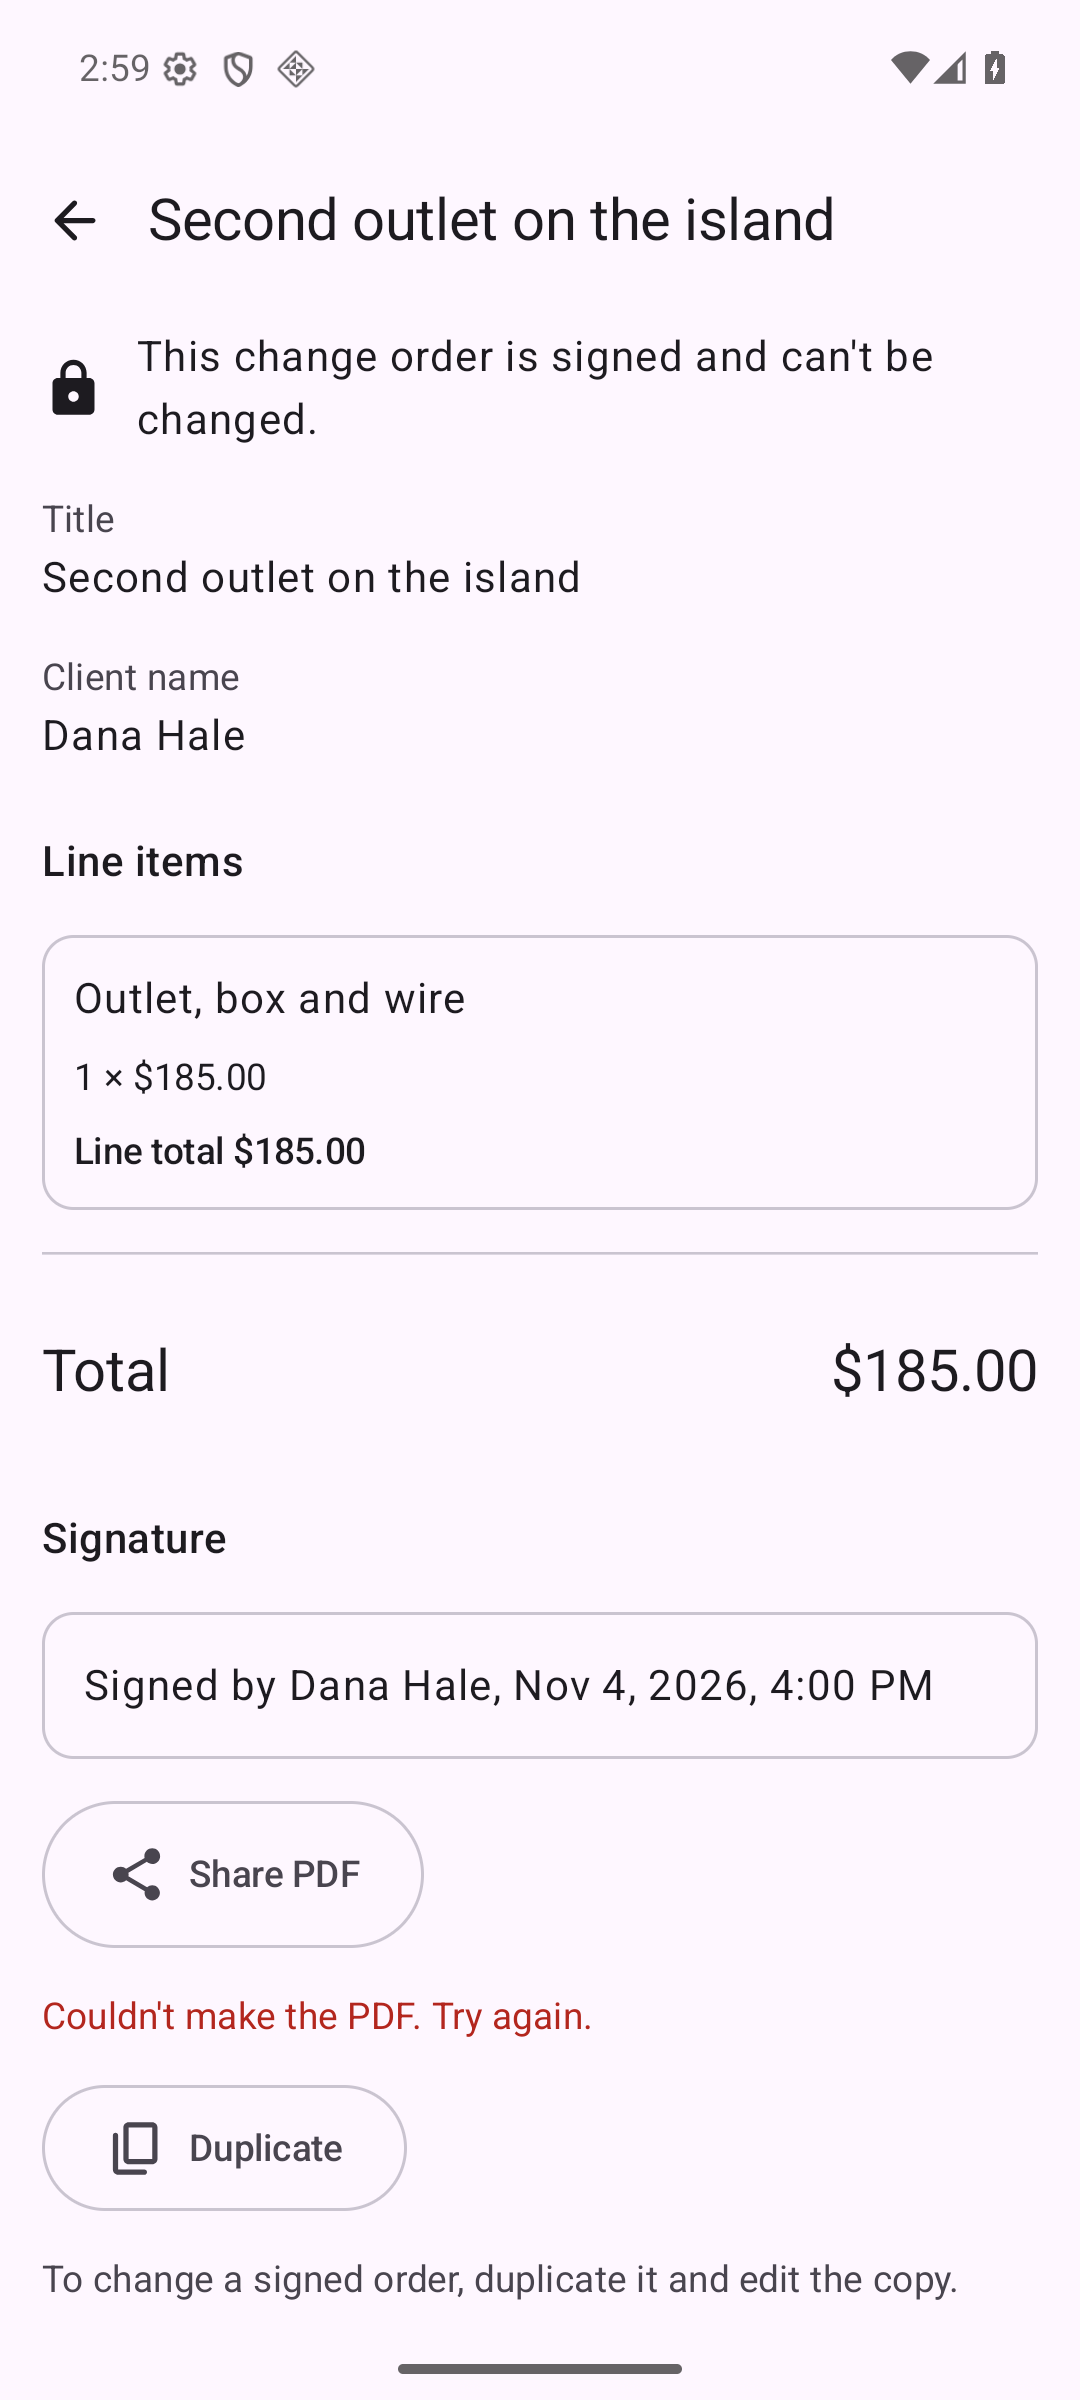 2:59
Second outlet on the island
This change order is signed and can't be
changed.
Title
Second outlet on the island
Client name
Dana Hale
Line items
Outlet, box and wire
1 × $185.00
Line total $185.00
Total $185.00
Signature
Signed by Dana Hale, Nov 4, 2026, 4:00 PM
Share PDF
Couldn't make the PDF. Try again.
Duplicate
To change a signed order, duplicate it and edit the copy.